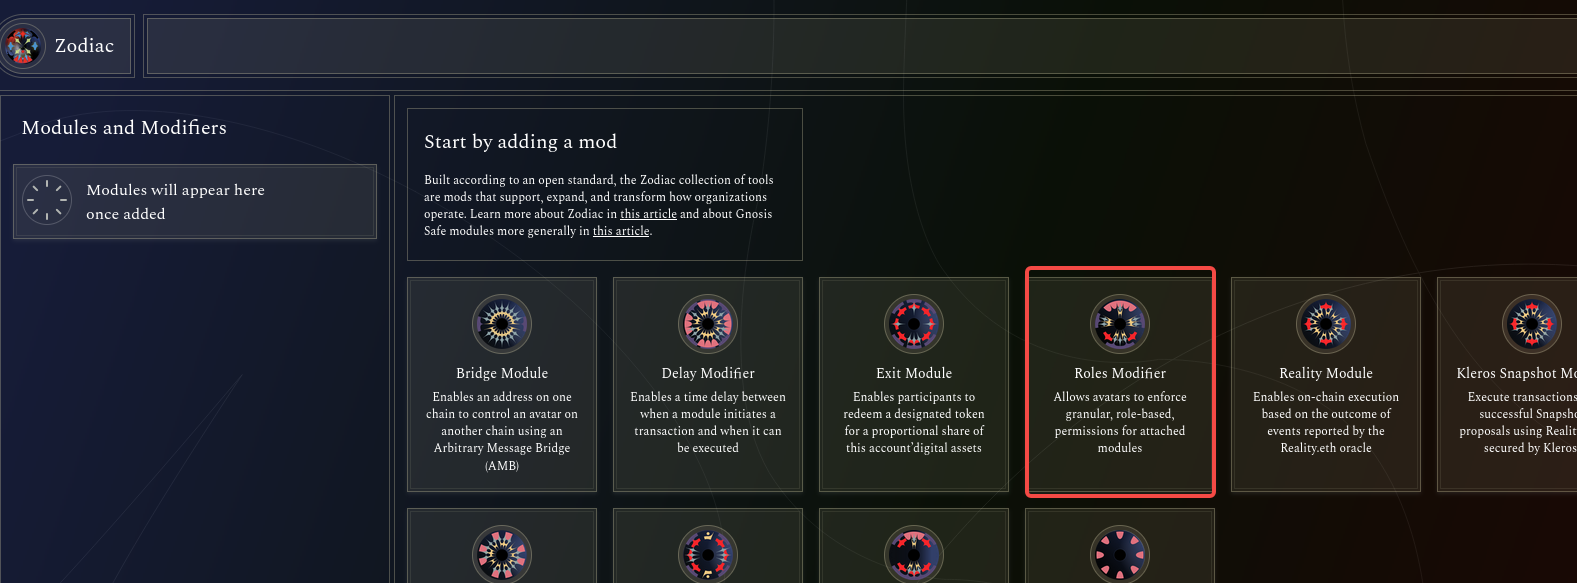 Zodiac
Modules and Modifiers
Modules will appear here
once added
Start by adding a mod
Built according to an open standard, the Zodiac collection of tools
are mods that support, expand, and transform how organizations
operate. Learn more about Zodiac in this article and about Gnosis
Safe modules more generally in this article.
Bridge Module
Enables an address on one
chain to control an avatar on
another chain using an
Arbitrary Message Bridge
(AMB)
Delay Modifier
Enables a time delay between
when a module initiates a
transaction and when it can
be executed
Exit Module
Enables participants to
redeem a designated token
for a proportional share of
this account'digital assets
Roles Modifier
Allows avatars to enforce
granular, role-based,
permissions for attached
modules
Reality Module
Enables on-chain execution
based on the outcome of
events reported by the
Reality.eth oracle
Kleros Snapshot Mo
Execute transactions
successful Snapsho
proposals using Realit
secured by Kleros